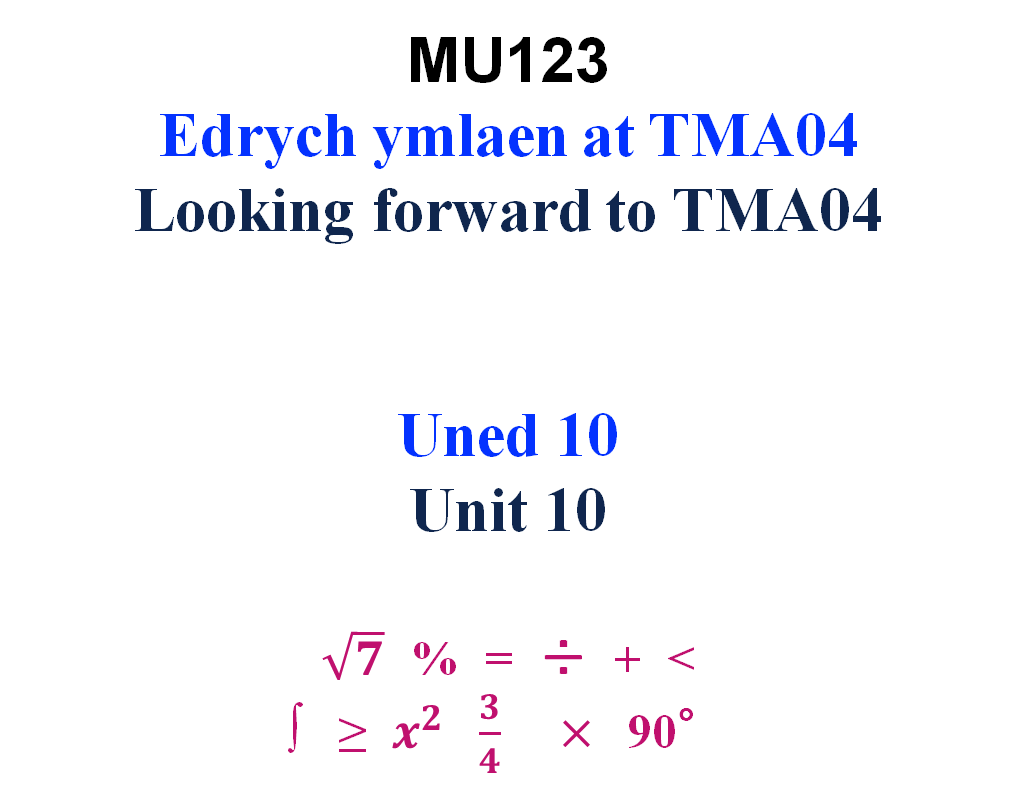 MU123
Edrych ymlaen at TMA04
Looking forward to TMA04
Uned 10
Unit 10
√7 % = ÷ + <
∫ ≥ x² 3/4 × 90°